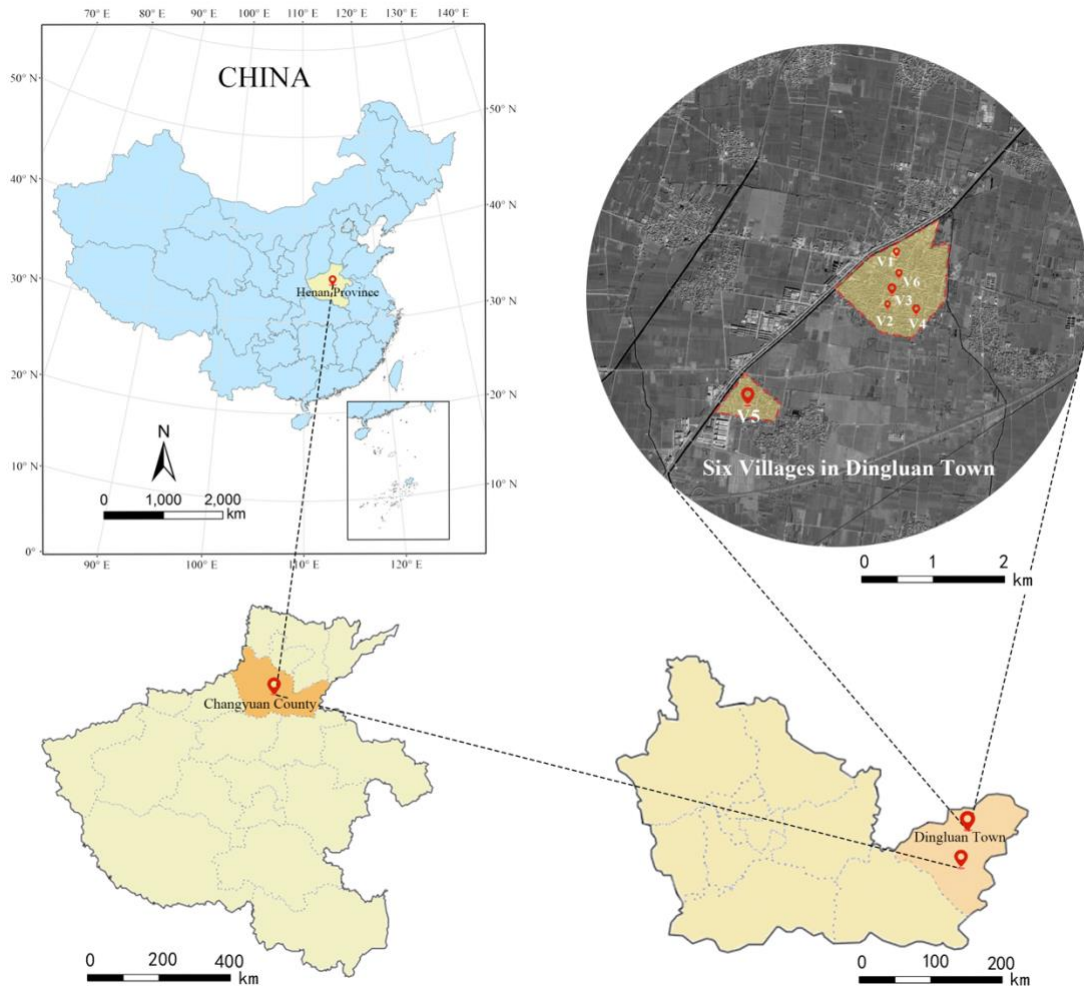 70° E 80° E 90° E 100° E 110° E 120° E 130° E 140° E
CHINA
50° N
50° N
40° N
40° N
30° N
30° N
20° N
20° N
10° N
10° N
0°
90° E 100° E 110° E 120° E
Henan Province
N
0 1,000 2,000
km
V1
V6
V3
V2
V4
V5
Six Villages in Dingluan Town
0 1 2
km
Changyuan County
0 200 400
km
Dingluan Town
0 100 200
km